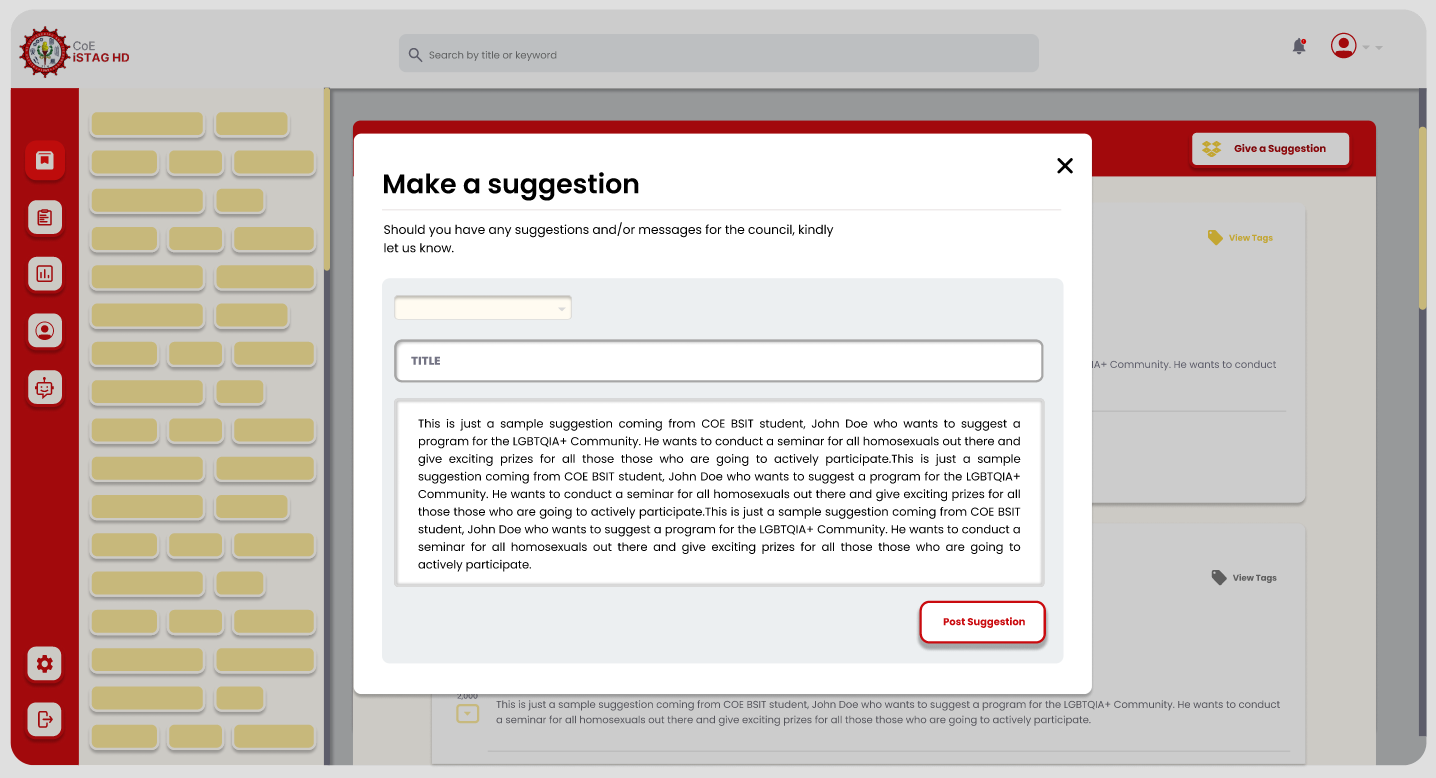 CoE
iSTAG HD
Search by title or keyword
Give a Suggestion
Make a suggestion
Should you have any suggestions and/or messages for the council, kindly
let us know.
View Tags
TITLE
A+ Community. He wants to conduct
This is just a sample suggestion coming from COE BSIT student, John Doe who wants to suggest a
program for the LGBTQIA+ Community. He wants to conduct a seminar for all homosexuals out there and
give exciting prizes for all those those who are going to actively participate.This is just a sample
suggestion coming from COE BSIT student, John Doe who wants to suggest a program for the LGBTQIA+
Community. He wants to conduct a seminar for all homosexuals out there and give exciting prizes for all
those those who are going to actively participate.This is just a sample suggestion coming from COE BSIT
student, John Doe who wants to suggest a program for the LGBTQIA+ Community. He wants to conduct a
seminar for all homosexuals out there and give exciting prizes for all those those who are going to
actively participate.
View Tags
Post Suggestion
2,000
This is just a sample suggestion coming from COE BSIT student, John Doe who wants to suggest a program for the LGBTQIA+ Community. He wants to conduct
a seminar for all homosexuals out there and give exciting prizes for all those those who are going to actively participate.